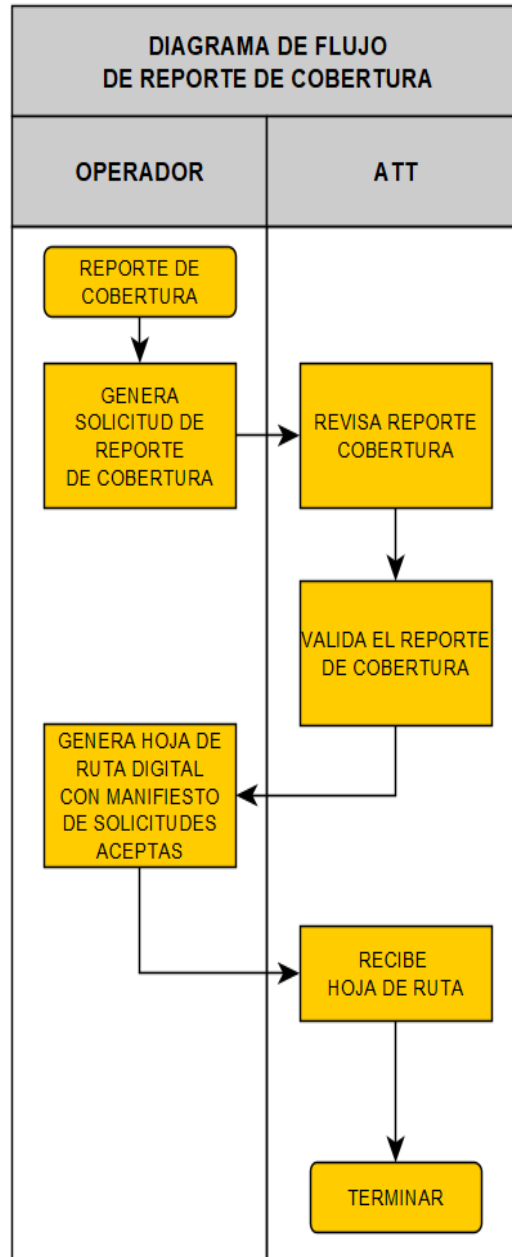 DIAGRAMA DE FLUJO
DE REPORTE DE COBERTURA
OPERADOR
ATT
REPORTE DE
COBERTURA
GENERA
SOLICITUD DE
REPORTE
DE COBERTURA
REVISA REPORTE
COBERTURA
VALIDA EL REPORTE
DE COBERTURA
GENERA HOJA DE
RUTA DIGITAL
CON MANIFIESTO
DE SOLICITUDES
ACEPTAS
RECIBE
HOJA DE RUTA
TERMINAR